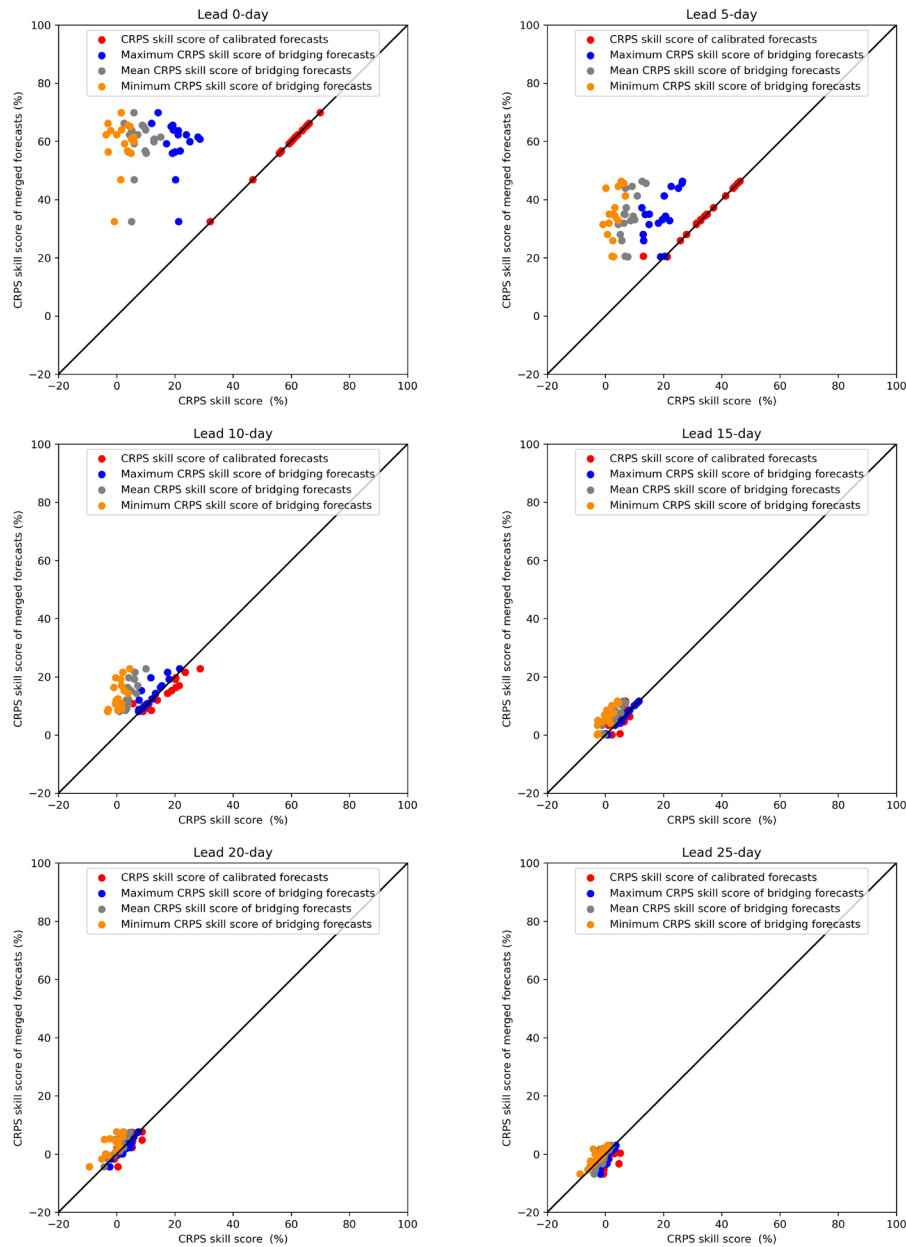 Lead 0-day
CRPS skill score of merged forecasts (%)
100
80
60
40
20
0
−20
CRPS skill score of calibrated forecasts
Maximum CRPS skill score of bridging forecasts
Mean CRPS skill score of bridging forecasts
Minimum CRPS skill score of bridging forecasts
−20 0 20 40 60 80 100
CRPS skill score (%)
Lead 5-day
CRPS skill score of merged forecasts (%)
100
80
60
40
20
0
−20
CRPS skill score of calibrated forecasts
Maximum CRPS skill score of bridging forecasts
Mean CRPS skill score of bridging forecasts
Minimum CRPS skill score of bridging forecasts
−20 0 20 40 60 80 100
CRPS skill score (%)
Lead 10-day
CRPS skill score of merged forecasts (%)
100
80
60
40
20
0
−20
CRPS skill score of calibrated forecasts
Maximum CRPS skill score of bridging forecasts
Mean CRPS skill score of bridging forecasts
Minimum CRPS skill score of bridging forecasts
−20 0 20 40 60 80 100
CRPS skill score (%)
Lead 15-day
CRPS skill score of merged forecasts (%)
100
80
60
40
20
0
−20
CRPS skill score of calibrated forecasts
Maximum CRPS skill score of bridging forecasts
Mean CRPS skill score of bridging forecasts
Minimum CRPS skill score of bridging forecasts
−20 0 20 40 60 80 100
CRPS skill score (%)
Lead 20-day
CRPS skill score of merged forecasts (%)
100
80
60
40
20
0
−20
CRPS skill score of calibrated forecasts
Maximum CRPS skill score of bridging forecasts
Mean CRPS skill score of bridging forecasts
Minimum CRPS skill score of bridging forecasts
−20 0 20 40 60 80 100
CRPS skill score (%)
Lead 25-day
CRPS skill score of merged forecasts (%)
100
80
60
40
20
0
−20
CRPS skill score of calibrated forecasts
Maximum CRPS skill score of bridging forecasts
Mean CRPS skill score of bridging forecasts
Minimum CRPS skill score of bridging forecasts
−20 0 20 40 60 80 100
CRPS skill score (%)